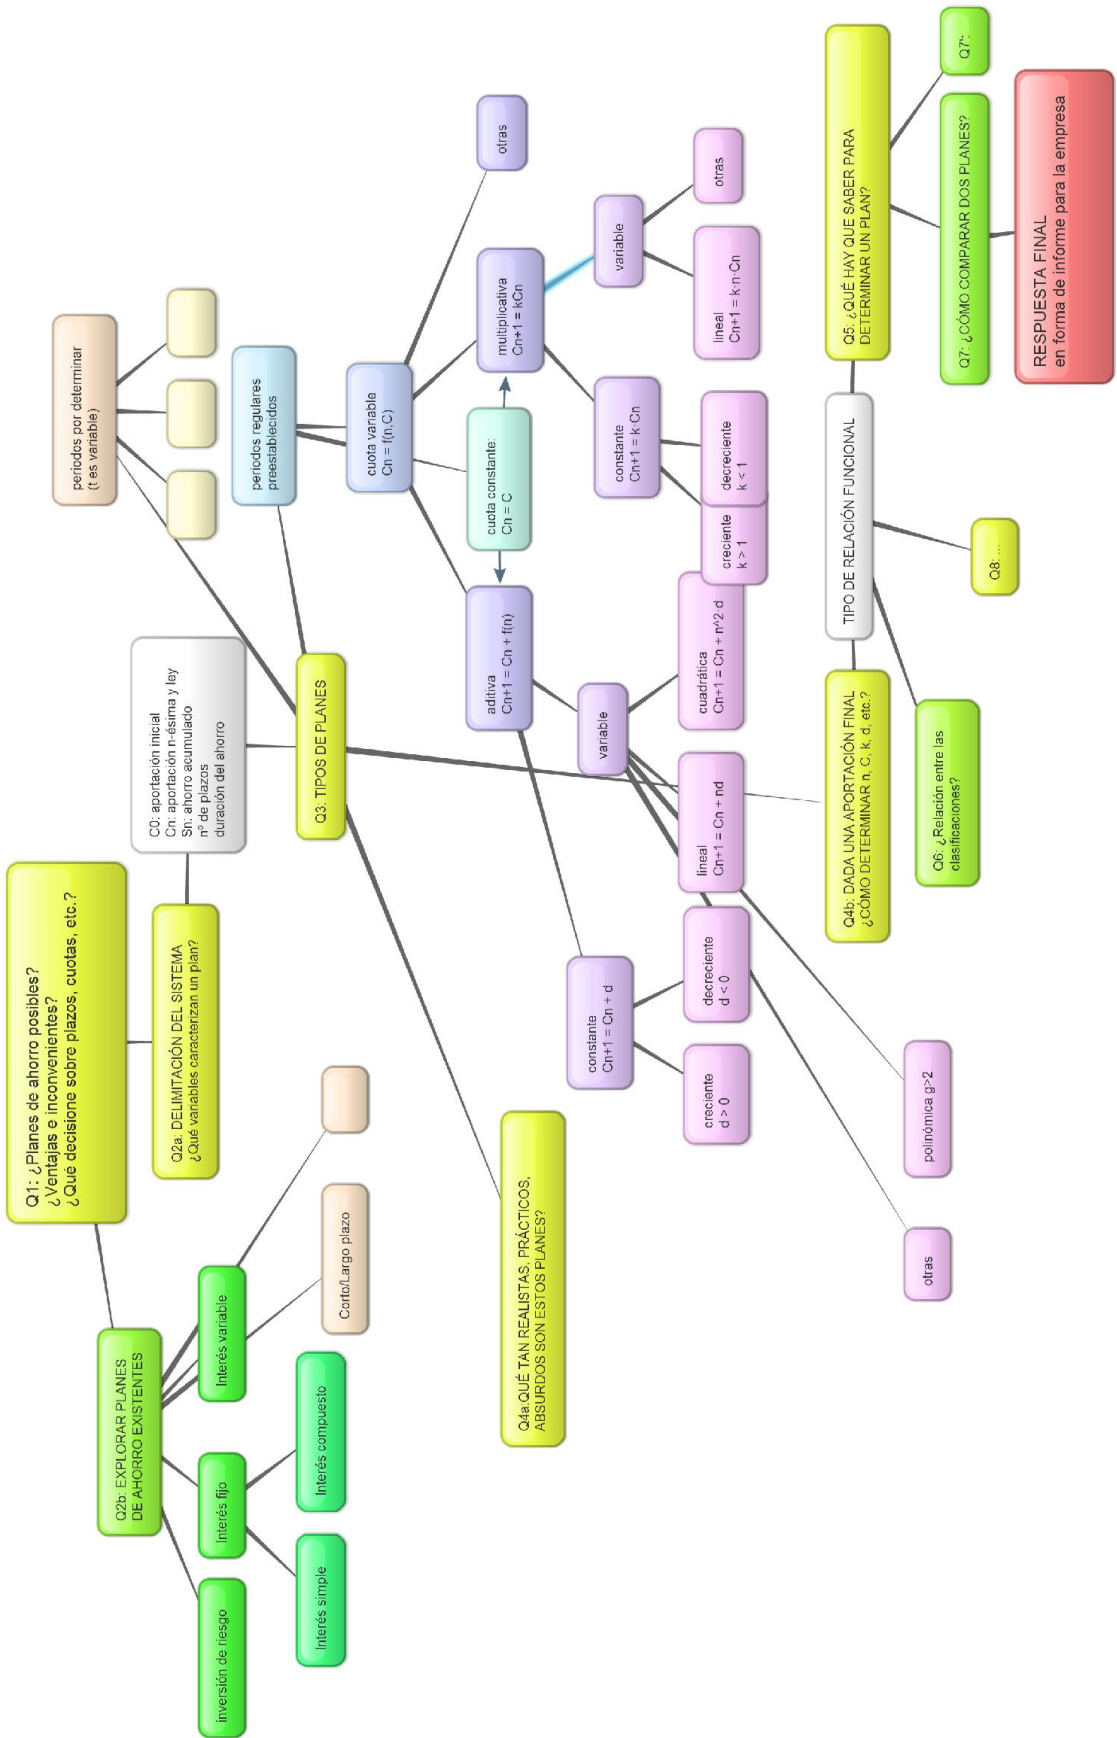 Q1: ¿Planes de ahorro posibles?
¿Ventajas e inconvenientes?
¿Qué decisione sobre plazos, cuotas, etc.?
Q2b: EXPLORAR PLANES
DE AHORRO EXISTENTES
Q2a: DELIMITACIÓN DEL SISTEMA
¿Qué variables caracterizan un plan?
C0: aportación inicial
Cn: aportación n-ésima y ley
Sn: ahorro acumulado
nº de plazos
duración del ahorro
periodos por determinar
(t es variable)
inversión de riesgo
Interés fijo
Interés variable
Interés simple
Interés compuesto
Corto/Largo plazo
Q3: TIPOS DE PLANES
periodos regulares
preestablecidos
cuota variable
Cn = f(n,C)
Q4a:QUÉ TAN REALISTAS, PRÁCTICOS,
ABSURDOS SON ESTOS PLANES?
aditiva
Cn+1 = Cn + f(n)
cuota constante:
Cn = C
multiplicativa
Cn+1 = kCn
otras
constante
Cn+1 = Cn + d
variable
constante
Cn+1 = k·Cn
variable
creciente
d > 0
decreciente
d < 0
lineal
Cn+1 = Cn + nd
cuadrática
Cn+1 = Cn + n^2·d
creciente
k > 1
decreciente
k < 1
lineal
Cn+1 = k·n·Cn
otras
otras
polinómica g>2
Q4b: DADA UNA APORTACIÓN FINAL
¿CÓMO DETERMINAR n, C, k, d, etc.?
TIPO DE RELACIÓN FUNCIONAL
Q5: ¿QUÉ HAY QUE SABER PARA
DETERMINAR UN PLAN?
Q6: ¿Relación entre las
clasificaciones?
Q8: ...
Q7: ¿CÓMO COMPARAR DOS PLANES?
Q7':
RESPUESTA FINAL
en forma de informe para la empresa